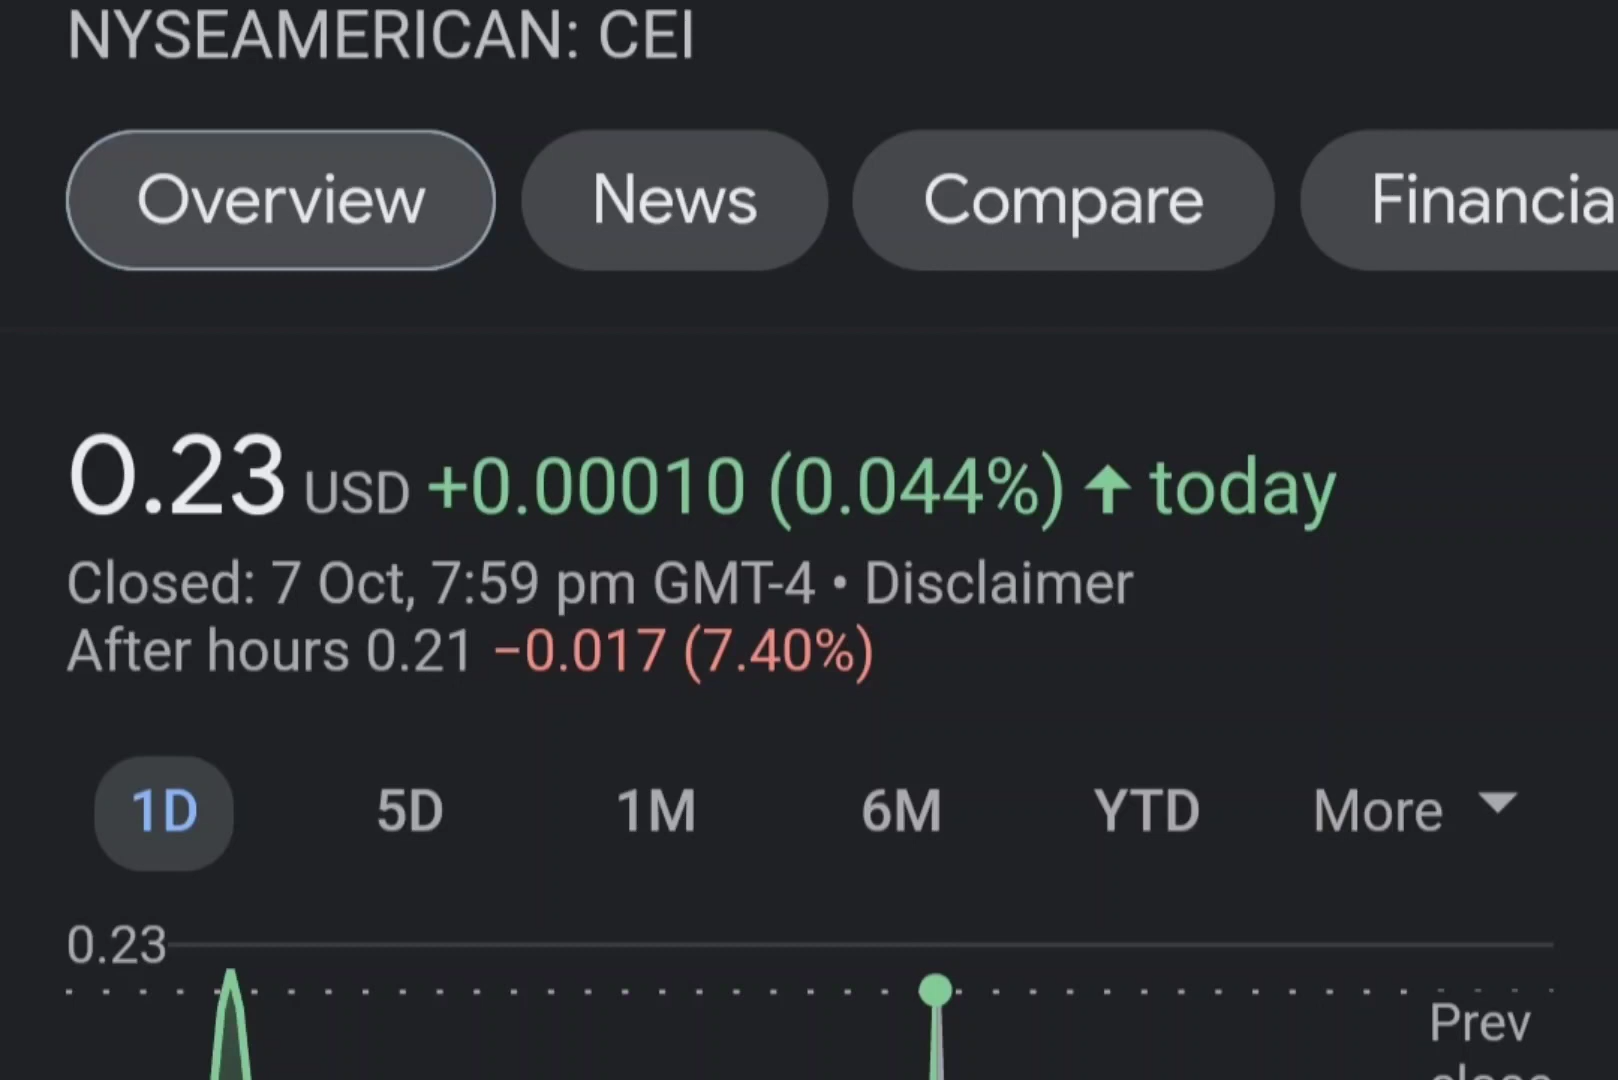 NYSEAMERICAN: CEI
Overview News Compare Financia
0.23 USD +0.00010 (0.044%) ↑ today
Closed: 7 Oct, 7:59 pm GMT-4 • Disclaimer
After hours 0.21 −0.017 (7.40%)
1D 5D 1M 6M YTD More
0.23
Prev
close